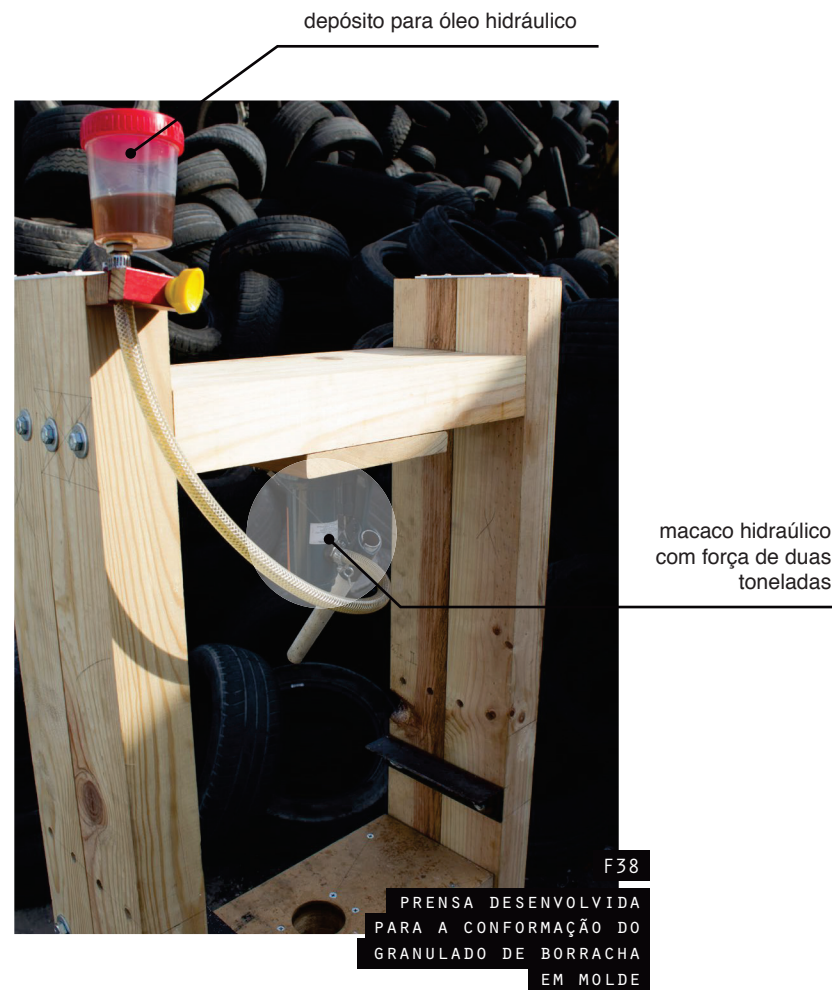 depósito para óleo hidráulico
macaco hidraúlico
com força de duas
toneladas
F38
PRENSA DESENVOLVIDA
PARA A CONFORMAÇÃO DO
GRANULADO DE BORRACHA
EM MOLDE